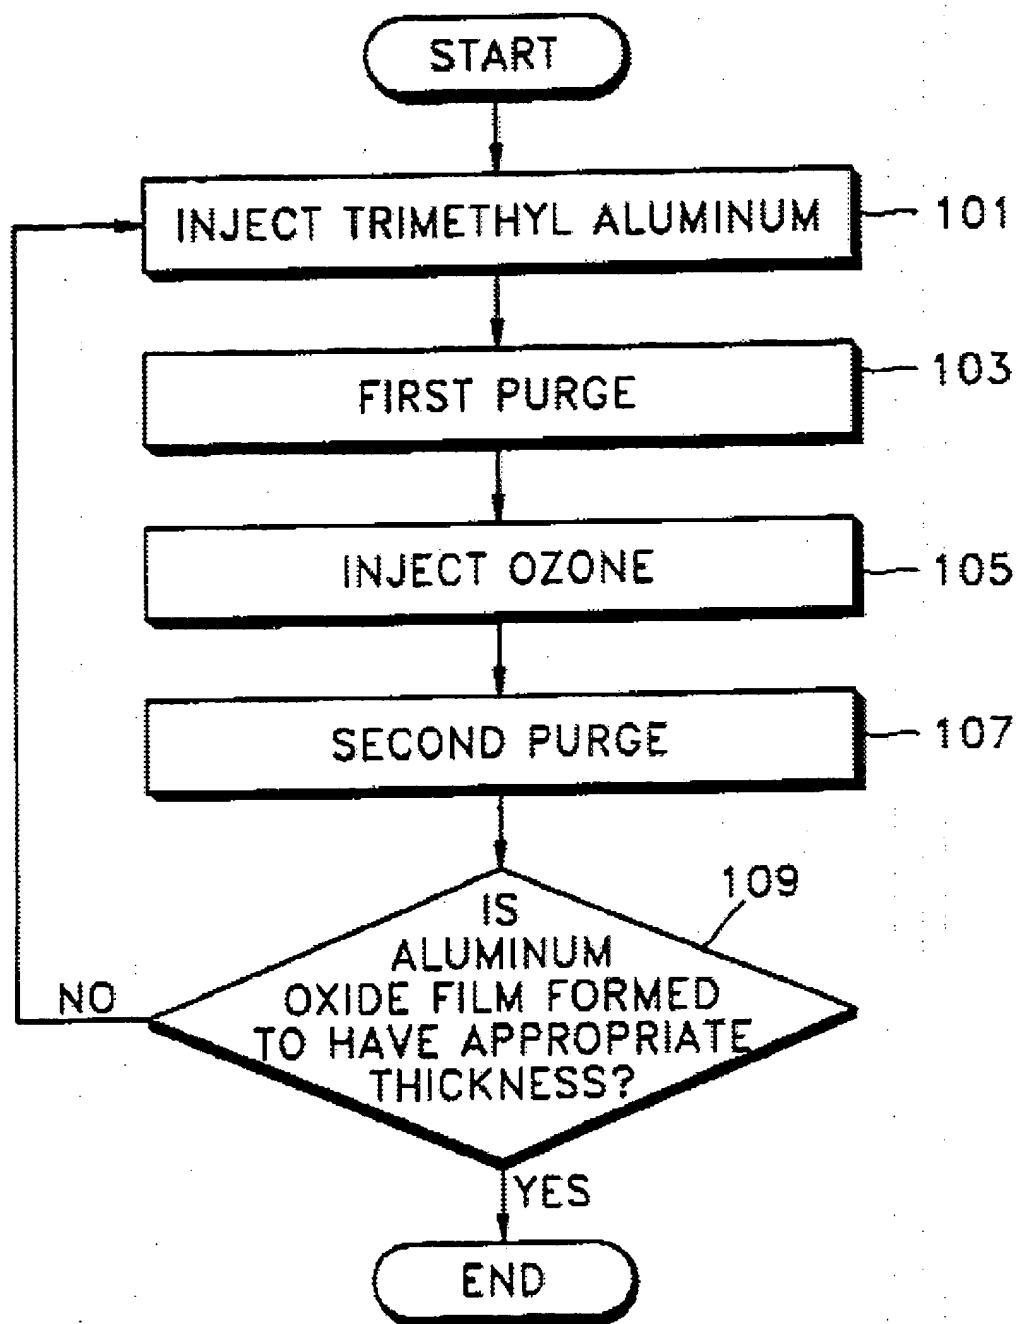 START
INJECT TRIMETHYL ALUMINUM
101
FIRST PURGE
103
INJECT OZONE
105
SECOND PURGE
107
109
IS
ALUMINUM
OXIDE FILM FORMED
TO HAVE APPROPRIATE
THICKNESS?
NO
YES
END